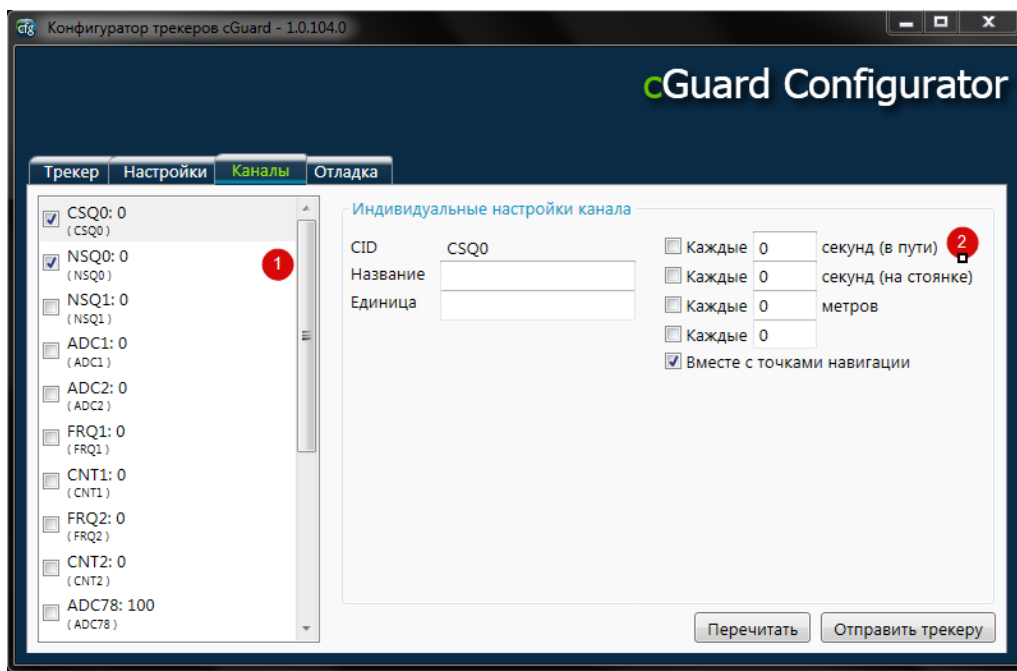 cfg Конфигуратор трекеров cGuard - 1.0.104.0
cGuard Configurator
Трекер Настройки Каналы Отладка
CSQ0: 0
( CSQ0 )
NSQ0: 0
( NSQ0 )
1
NSQ1: 0
( NSQ1 )
ADC1: 0
( ADC1 )
ADC2: 0
( ADC2 )
FRQ1: 0
( FRQ1 )
CNT1: 0
( CNT1 )
FRQ2: 0
( FRQ2 )
CNT2: 0
( CNT2 )
ADC78: 100
( ADC78 )
Индивидуальные настройки канала
CID CSQ0
Название
Единица
Каждые 0 секунд (в пути) 2
Каждые 0 секунд (на стоянке)
Каждые 0 метров
Каждые 0
Вместе с точками навигации
Перечитать Отправить трекеру